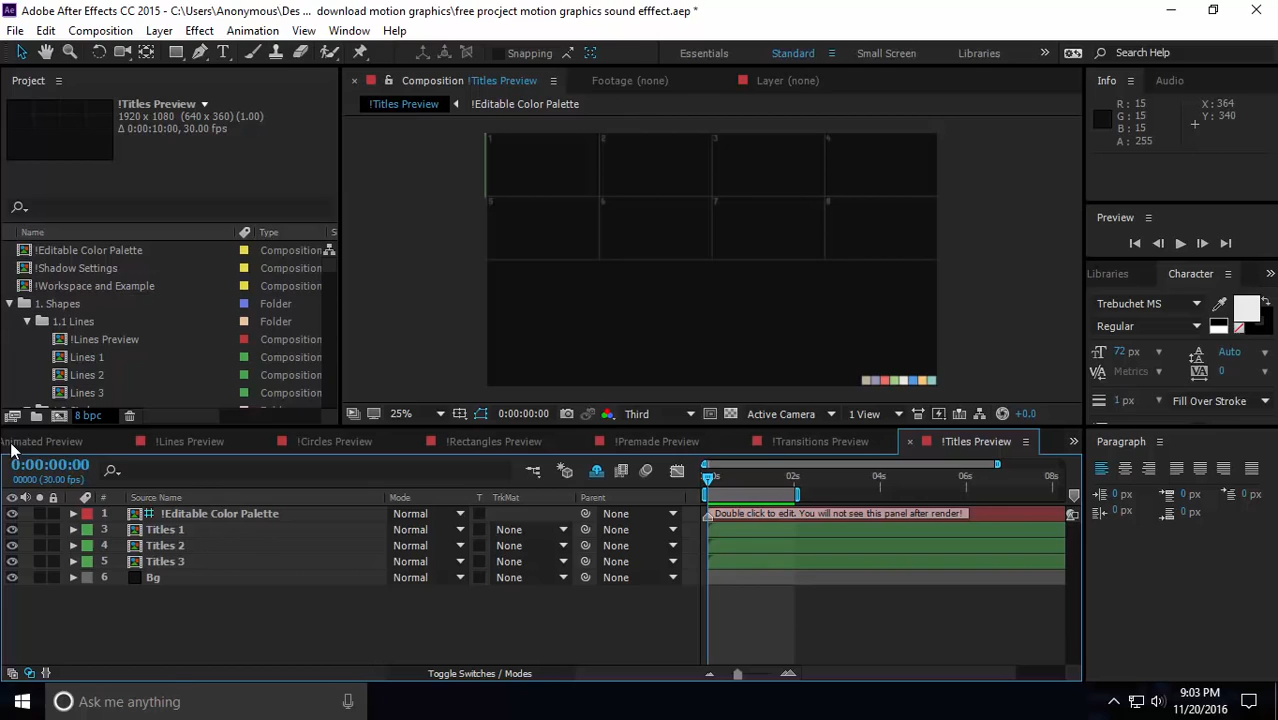 Adobe After Effects CC 2015 - C:\Users\Anonymous\Des ... download motion graphics\free procject motion graphics sound efffect.aep *
File Edit Composition Layer Effect Animation View Window Help
Snapping Essentials Standard Small Screen Libraries Search Help
Project
Composition !Titles Preview Footage (none) Layer (none)
Info Audio
!Titles Preview !Editable Color Palette
!Titles Preview
1920 x 1080 (640 x 360) (1.00)
Δ 0:00:10:00, 30.00 fps
R: 15 X: 364
G: 15 Y: 340
B: 15
A: 255
1 2 3 4
5 6 7 8
Preview
Name Type S
!Editable Color Palette Composition
!Shadow Settings Composition
!Workspace and Example Composition
1. Shapes Folder
1.1 Lines Folder
!Lines Preview Composition
Lines 1 Composition
Lines 2 Composition
Lines 3 Composition
8 bpc
Libraries Character
Trebuchet MS
Regular
72 px Auto
Metrics 0
1 px Fill Over Stroke
25% 0:00:00:00 Third Active Camera 1 View +0,0
Animated Preview !Lines Preview !Circles Preview !Rectangles Preview !Premade Preview !Transitions Preview !Titles Preview
Paragraph
0:00:00:00
00000 (30.00 fps)
0s 02s 04s 06s 08s
# Source Name Mode T TrkMat Parent
1 !Editable Color Palette Normal None
Double click to edit. You will not see this panel after render!
3 Titles 1 Normal None None
4 Titles 2 Normal None None
5 Titles 3 Normal None None
6 Bg Normal None None
0 px 0 px 0 px
0 px 0 px
Toggle Switches / Modes
Ask me anything
9:03 PM
11/20/2016